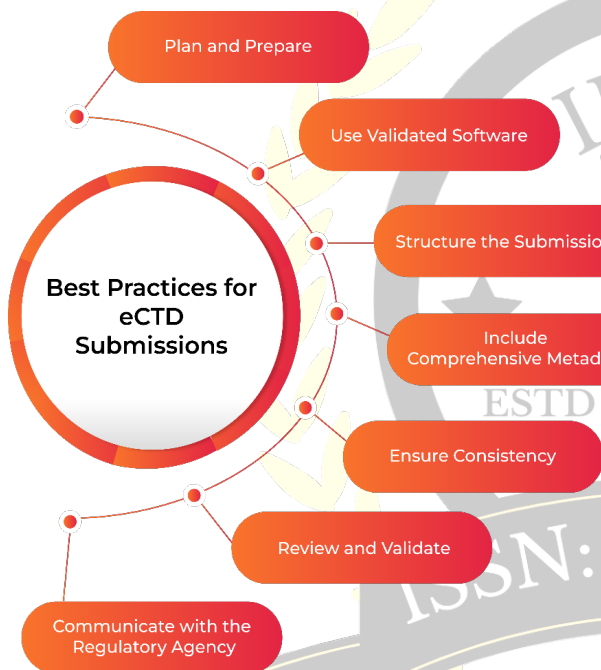 Plan and Prepare
Use Validated Software
Structure the Submissio
Best Practices for
eCTD
Submissions
Include
Comprehensive Metad
ESTD
Ensure Consistency
Review and Validate
ISSN:
Communicate with the
Regulatory Agency